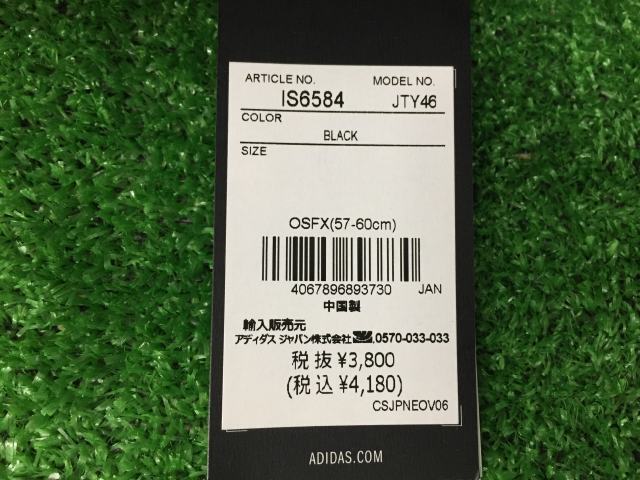 ARTICLE NO. MODEL NO.
IS6584 JTY46
COLOR
BLACK
SIZE
OSFX(57-60cm)
4067896893730 JAN
中国製
輸入販売元
アディダス ジャパン株式会社 0570-033-033
税抜 ¥3,800
(税込 ¥4,180)
CSJPNEOV06
ADIDAS.COM